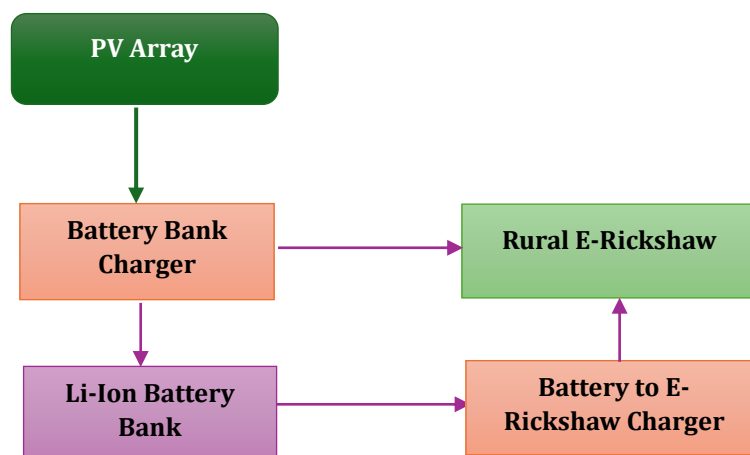 PV Array
Battery Bank
Charger
Rural E-Rickshaw
Li-Ion Battery
Bank
Battery to E-
Rickshaw Charger